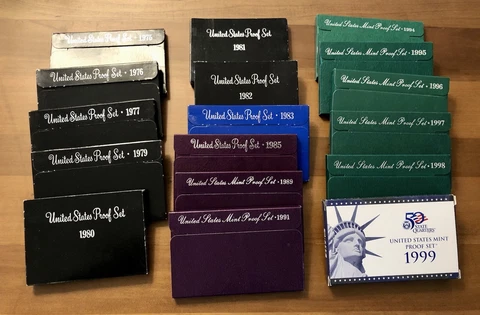 United States Proof Set · 1976
United States Proof Set · 1976
United States Proof Set · 1977
United States Proof Set · 1979
United States Proof Set
1980
United States Proof Set
1981
United States Proof Set
1982
United States Proof Set · 1983
United States Proof Set · 1985
United States Mint Proof Set · 1989
United States Mint Proof Set · 1991
United States Mint Proof Set · 1994
United States Mint Proof Set · 1995
United States Mint Proof Set · 1996
United States Mint Proof Set · 1997
United States Mint Proof Set · 1998
50
STATE
QUARTERS
UNITED STATES MINT
PROOF SET
1999